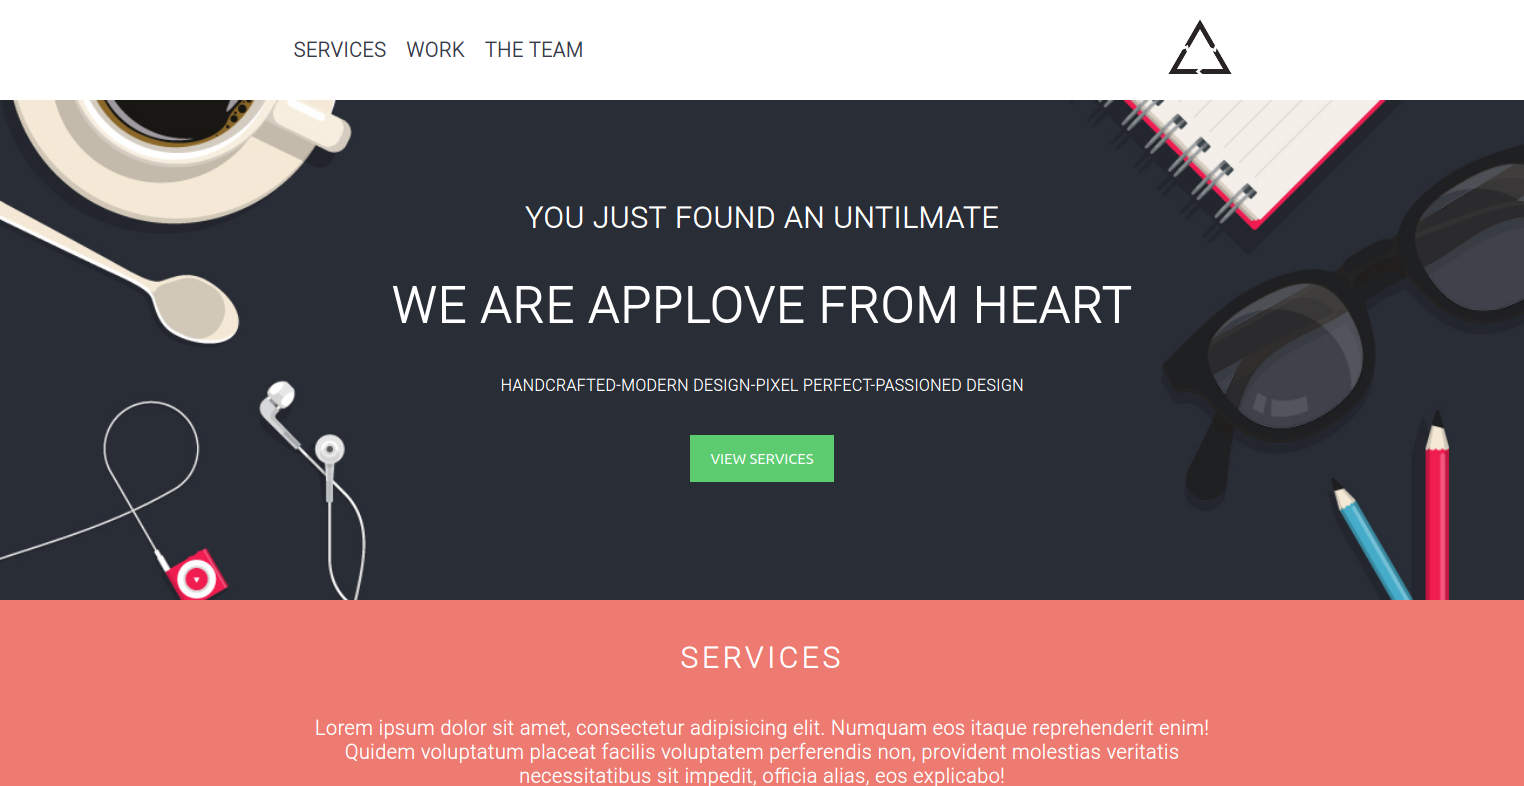 SERVICES WORK THE TEAM
YOU JUST FOUND AN UNTILMATE
WE ARE APPLOVE FROM HEART
HANDCRAFTED-MODERN DESIGN-PIXEL PERFECT-PASSIONED DESIGN
VIEW SERVICES
SERVICES
Lorem ipsum dolor sit amet, consectetur adipisicing elit. Numquam eos itaque reprehenderit enim!
Quidem voluptatum placeat facilis voluptatem perferendis non, provident molestias veritatis
necessitatibus sit impedit, officia alias, eos explicabo!